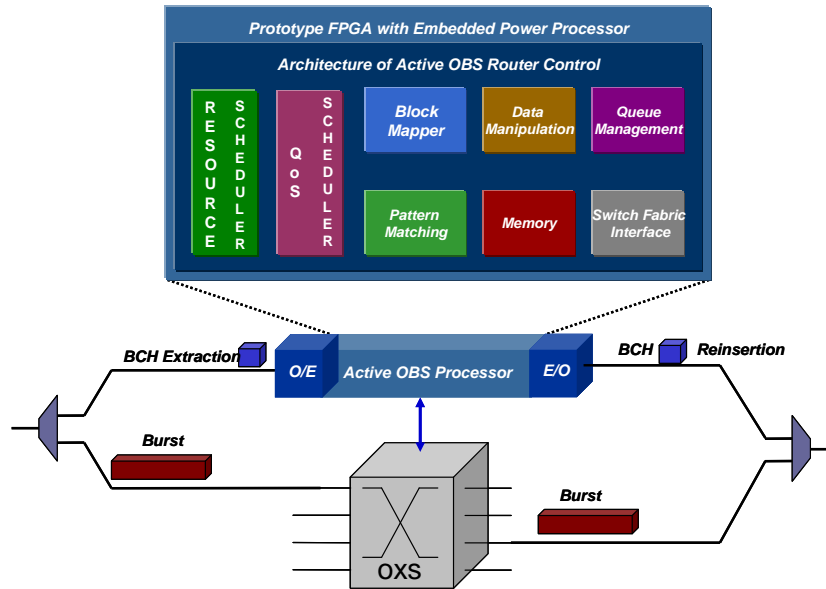 Prototype FPGA with Embedded Power Processor
Architecture of Active OBS Router Control
RESOURCE
SCHEDULER
QoS
SCHEDULER
Block
Mapper
Data
Manipulation
Queue
Management
Pattern
Matching
Memory
Switch Fabric
Interface
BCH Extraction
O/E
Active OBS Processor
E/O
BCH
Reinsertion
Burst
Burst
OXS